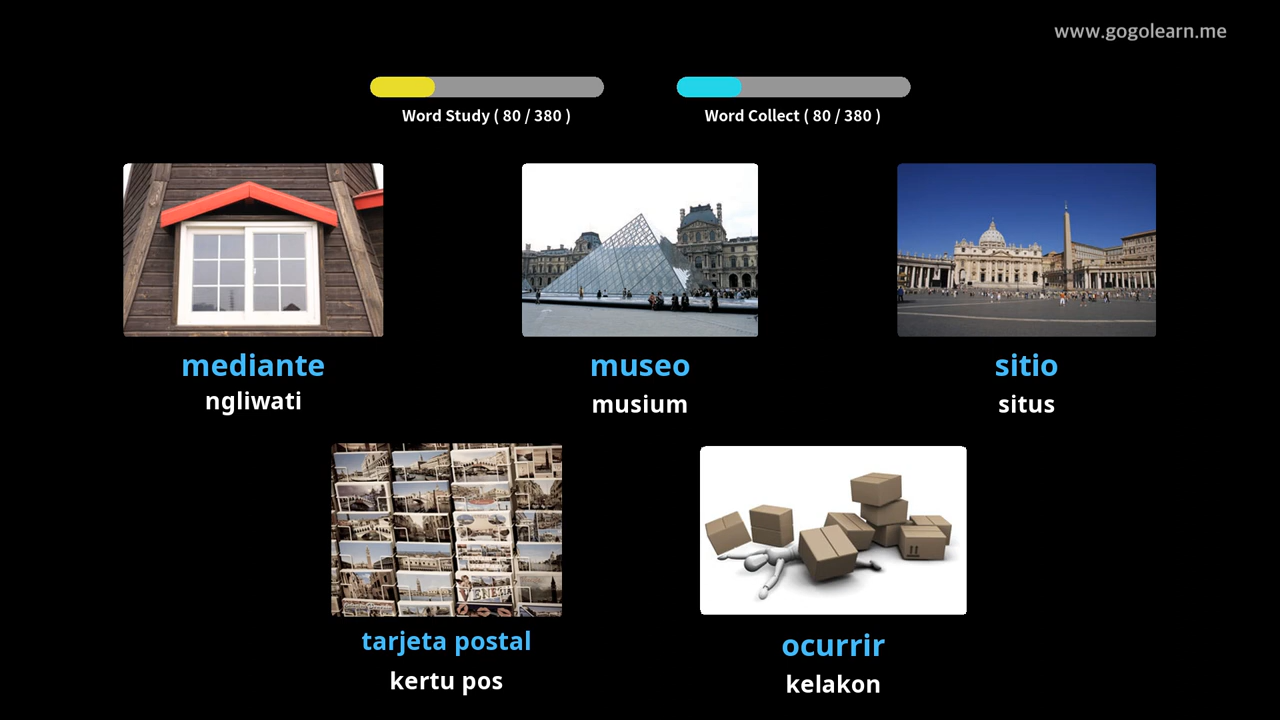 www.gogolearn.me
Word Study ( 80 / 380 )
Word Collect ( 80 / 380 )
mediante
ngliwati
museo
musium
sitio
situs
tarjeta postal
kertu pos
ocurrir
kelakon